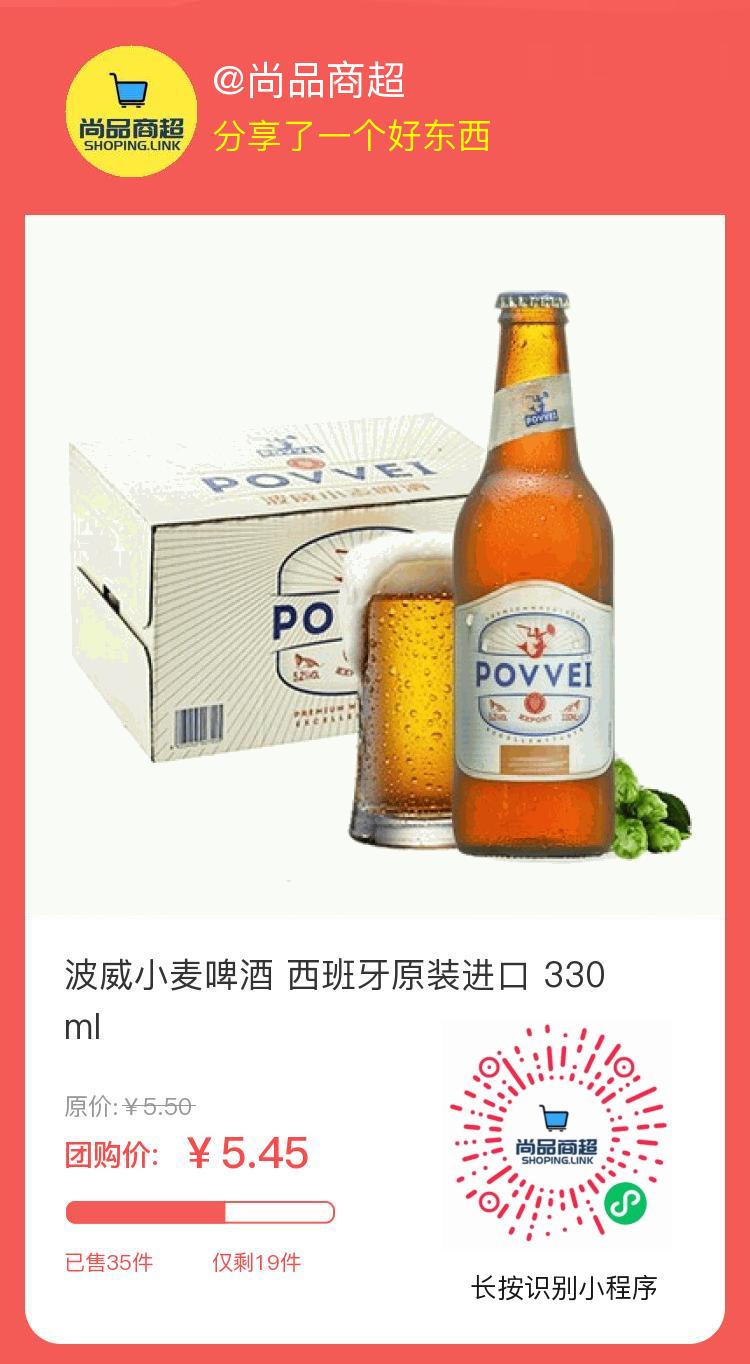 @尚品商超
分享了一个好东西
尚品商超
SHOPING.LINK
POVVEI
POVVEI
波威小麦啤酒
PO
POVVEI
EXPORT
波威小麦啤酒 西班牙原装进口 330
ml
原价:￥5.50
团购价: ￥5.45
已售35件 仅剩19件
尚品商超
SHOPING.LINK
长按识别小程序